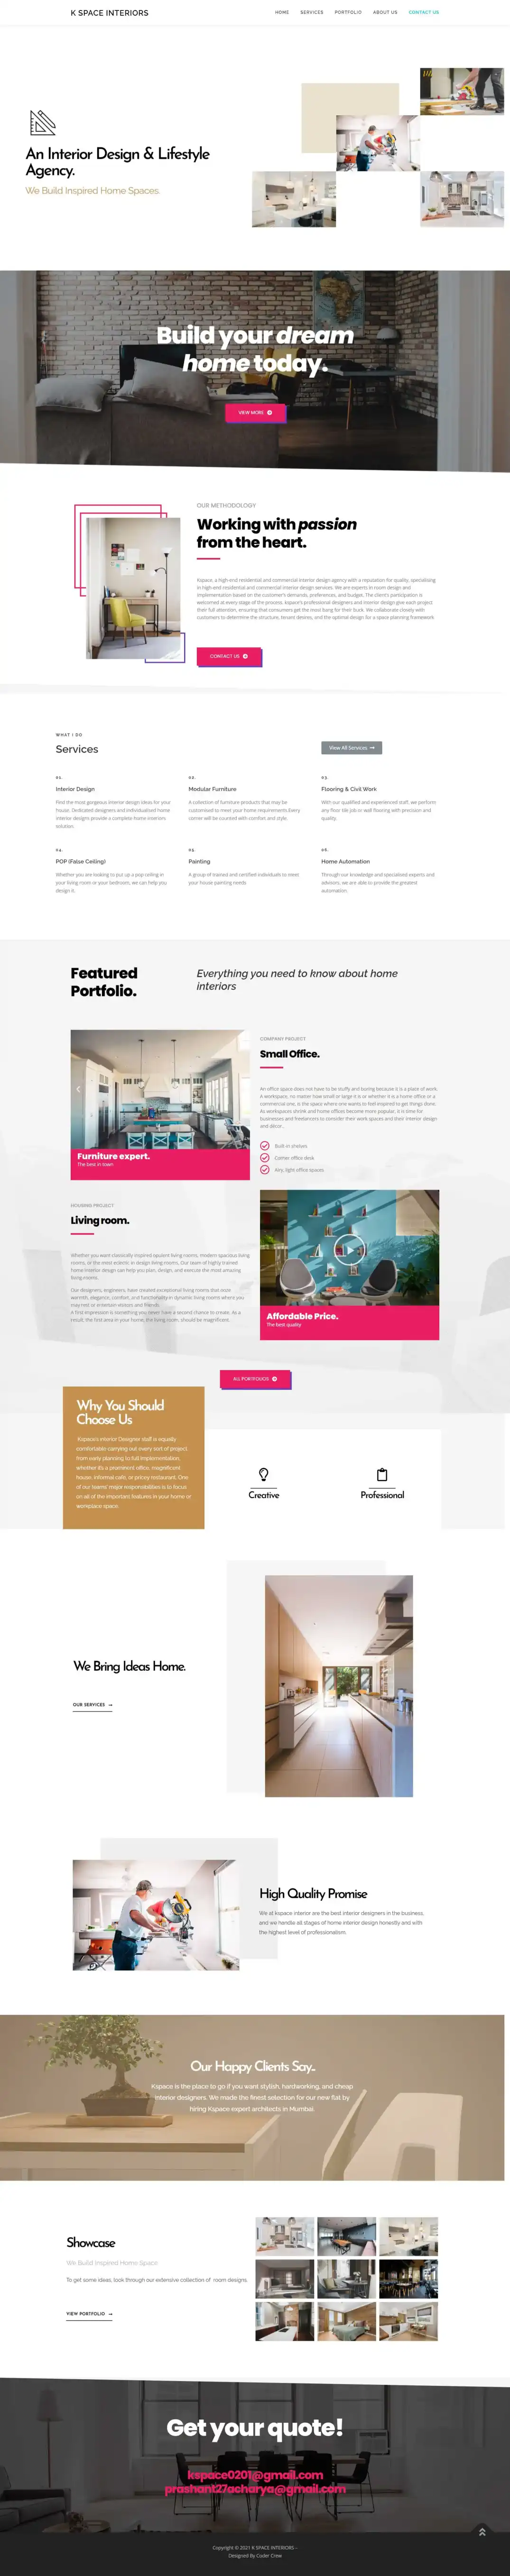 K SPACE INTERIORS
HOME
SERVICES
PORTFOLIO
ABOUT US
CONTACT US
An Interior Design & Lifestyle
Agency.
We Build Inspired Home Spaces.
Build your dream
home today.
VIEW MORE
OUR METHODOLOGY
Working with passion
from the heart.
Kspace, a high end residential and commercial interior design agency with a reputation for quality, specialising
in high-end residential and commercial interior design services. We are experts in room design and
implementation based on the customer's demands, preferences, and budget. The client's participation is
welcomed at every stage of the process. kspace's professional designers and interior design give each project
their full attention, ensuring that consumers get the most bang for their buck. We collaborate closely with
customers to determine the structure, tenant desires, and the optimal design for a space planning framework
CONTACT US
WHAT I DO
Services
View All Services
01.
Interior Design
Find the most gorgeous interior design ideas for your
house. Dedicated designers and individualised home
interior designs provide a complete home interiors
solution.
02.
Modular Furniture
A collection of furniture products that may be
customised to meet your home requirements.Every
corner will be counted with comfort and style.
03.
Flooring & Civil Work
With our qualified and experienced staff, we perform
any floor tile job or wall flooring with precision and
quality.
04.
POP (False Ceiling)
Whether you are looking to put up a pop ceiling in
your living room or your bedroom, we can help you
design it.
05.
Painting
A group of trained and certified individuals to meet
your house painting needs
06.
Home Automation
Through our knowledge and specialised experts and
advisors, we are able to provide the greatest
automation
Featured
Portfolio.
Everything you need to know about home
interiors
Furniture expert.
The best in town
COMPANY PROJECT
Small Office.
An office space does not have to be stuffy and boring because it is a place of work.
A workspace, no matter how small or large it is or whether it is a home office or a
commercial one, is the space where one wants to feel inspired to get things done.
As workspaces shrink and home offices become more popular, it is time for
businesses and freelancers to consider their work spaces and their interior design
and décor..
Built-in shelves
Corner office desk
Airy, light office spaces
HOUSING PROJECT
Living room.
Whether you want classically inspired opulent living rooms, modern spacious living
or, or the most eclectic in design living rooms, our team of highly trained
home interior design can help you plan, design, and execute the most amazing
living rooms.
Our designers, engineers, have created exceptional living rooms that ooze
warmth, elegance, comfort, and functionality in dynamic living rooms where you
may rest or entertain visitors and friends.
A first impression is something you never have a second chance to create. As a
result, the first area in your home, the living room, should be magnificent.
Affordable Price.
The best quality
ALL PORTFOLIOS
Why You Should
Choose Us
Kspace's interior Designer staff is equally
comfortable carrying out every sort of project,
from early planning to full implementation,
whether it's a prominent office, magnificent
house, informal café, or pricey restaurant. One
of our teams' major responsibilities is to focus
on all of the important features in your home or
workplace space.
Creative
Professional
We Bring Ideas Home.
OUR SERVICES
High Quality Promise
We at kspace interior are the best interior designers in the business,
and we handle all stages of home interior design honestly and with
the highest level of professionalism.
Our Happy Clients Say..
Kspace is the place to go if you want stylish, hardworking, and cheap
interior designers. We made the finest selection for our new flat by
hiring Kspace expert architects in Mumbai.
Showcase
We Build Inspired Home Space
To get some ideas, look through our extensive collection of room designs.
VIEW PORTFOLIO
Get your quote!
kspace0201@gmail.com
prashant27acharya@gmail.com
Copyright © 2021 K SPACE INTERIORS -
Designed By Coder Crew